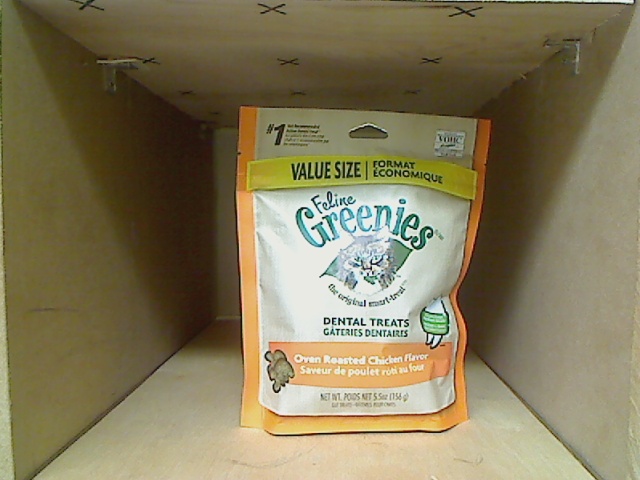 #1
VALUE SIZE | FORMAT ÉCONOMIQUE
Feline
Greenies
the original smart-treat
DENTAL TREATS
GÂTERIES DENTAIRES
Oven Roasted Chicken Flavor
Saveur de poulet rôti au four
NET WT. POIDS NET 5.5oz (156 g)